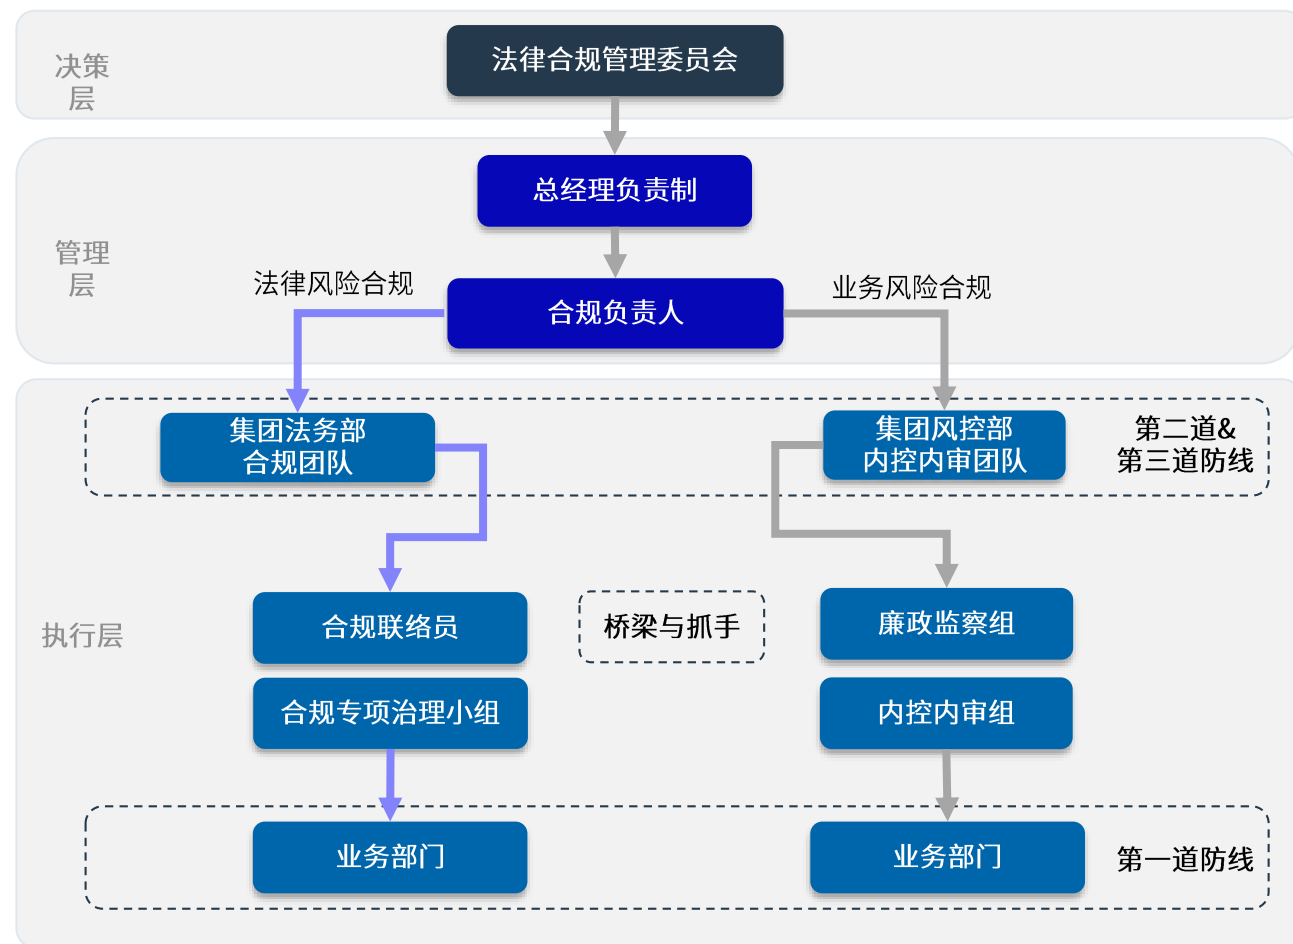 决策
层
法律合规管理委员会
管理
层
总经理负责制
法律风险合规
合规负责人
业务风险合规
执行层
集团法务部
合规团队
集团风控部
内控内审团队
第二道&
第三道防线
合规联络员
桥梁与抓手
廉政监察组
合规专项治理小组
内控内审组
业务部门
业务部门
第一道防线